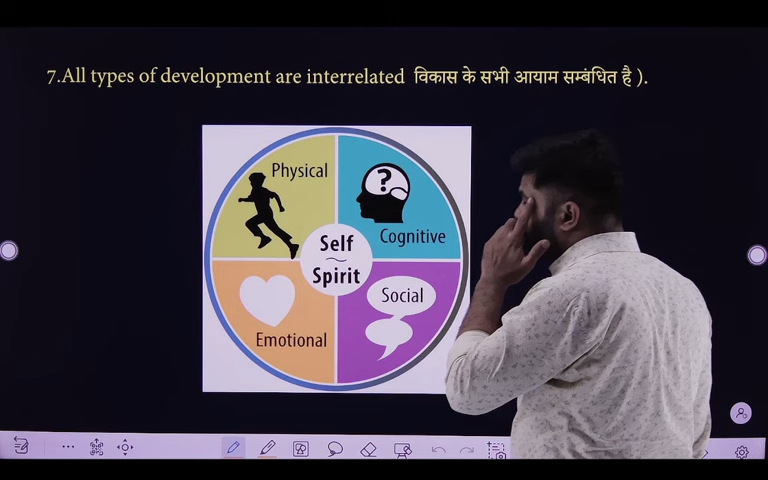 7.All types of development are interrelated विकास के सभी आयाम सम्बंधित है ).
Physical
?
Cognitive
Self
~
Spirit
Social
Emotional